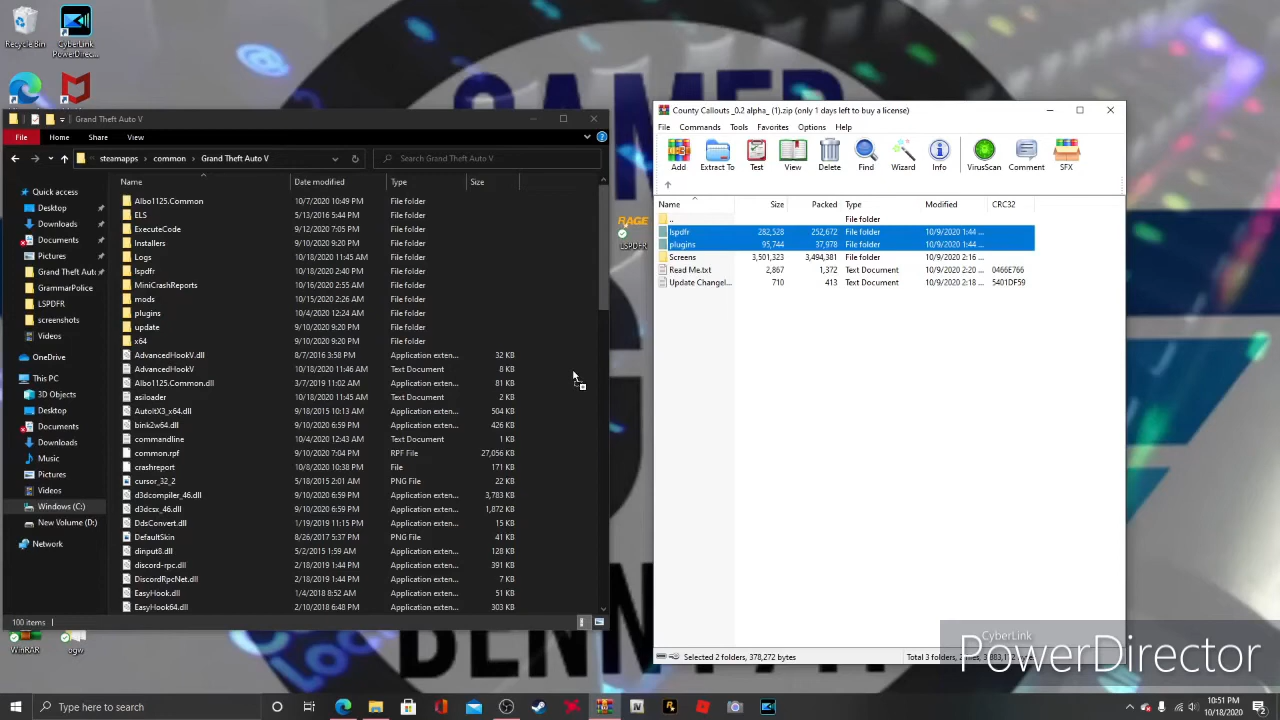 Recycle Bin
CyberLink
PowerDirec...
Grand Theft Auto V
File Home Share View
steamapps common Grand Theft Auto V
Search Grand Theft Auto V
Name Date modified Type Size
Quick access
Desktop
Downloads
Documents
Pictures
Grand Theft Auto
GrammarPolice
LSPDFR
screenshots
Videos
OneDrive
This PC
3D Objects
Desktop
Documents
Downloads
Music
Pictures
Videos
Windows (C:)
New Volume (D:)
Network
Albo1125.Common 10/7/2020 10:49 PM File folder
ELS 5/13/2016 5:44 PM File folder
ExecuteCode 9/12/2020 7:05 PM File folder
Installers 9/10/2020 9:20 PM File folder
Logs 10/18/2020 11:45 AM File folder
lspdfr 10/18/2020 2:40 PM File folder
MiniCrashReports 10/16/2020 2:55 AM File folder
mods 10/15/2020 2:26 AM File folder
plugins 10/4/2020 12:24 AM File folder
update 9/10/2020 9:20 PM File folder
x64 9/10/2020 9:20 PM File folder
AdvancedHookV.dll 8/7/2016 3:58 PM Application exten... 32 KB
AdvancedHookV 10/18/2020 11:46 AM Text Document 8 KB
Albo1125.Common.dll 3/7/2019 11:02 AM Application exten... 81 KB
asiloader 10/18/2020 11:45 AM Text Document 2 KB
AutoItX3_x64.dll 9/18/2015 10:13 AM Application exten... 504 KB
bink2w64.dll 9/10/2020 6:59 PM Application exten... 426 KB
commandline 10/4/2020 12:43 AM Text Document 1 KB
common.rpf 9/10/2020 7:04 PM RPF File 27,056 KB
crashreport 10/8/2020 10:38 PM File 171 KB
cursor_32_2 5/18/2015 2:01 AM PNG File 22 KB
d3dcompiler_46.dll 9/10/2020 6:59 PM Application exten... 3,783 KB
d3dcsx_46.dll 9/10/2020 6:59 PM Application exten... 1,872 KB
DdsConvert.dll 1/19/2019 11:15 PM Application exten... 15 KB
DefaultSkin 8/26/2017 5:37 PM PNG File 41 KB
dinput8.dll 5/2/2015 1:59 AM Application exten... 128 KB
discord-rpc.dll 2/18/2019 1:44 PM Application exten... 391 KB
DiscordRpcNet.dll 2/18/2019 1:44 PM Application exten... 7 KB
EasyHook.dll 1/4/2018 8:52 AM Application exten... 51 KB
EasyHook64.dll 2/10/2018 6:48 PM Application exten... 303 KB
100 items
WinRAR
ogw
RAGE
LSPDFR
County Callouts _0.2 alpha_ (1).zip (only 1 days left to buy a license)
File Commands Tools Favorites Options Help
Add Extract To Test View Delete Find Wizard Info VirusScan Comment SFX
Name Size Packed Type Modified CRC32
.. File folder
lspdfr 282,528 252,672 File folder 10/9/2020 1:44 ...
plugins 95,744 37,978 File folder 10/9/2020 1:44 ...
Screens 3,501,323 3,494,381 File folder 10/9/2020 2:16 ...
Read Me.txt 2,867 1,372 Text Document 10/9/2020 2:20 ... 0466E766
Update Changel... 710 413 Text Document 10/9/2020 2:18 ... 5401DF59
Selected 2 folders, 378,272 bytes
Total 3 folders,
CyberLink
PowerDirector
Type here to search
10:51 PM
10/18/2020